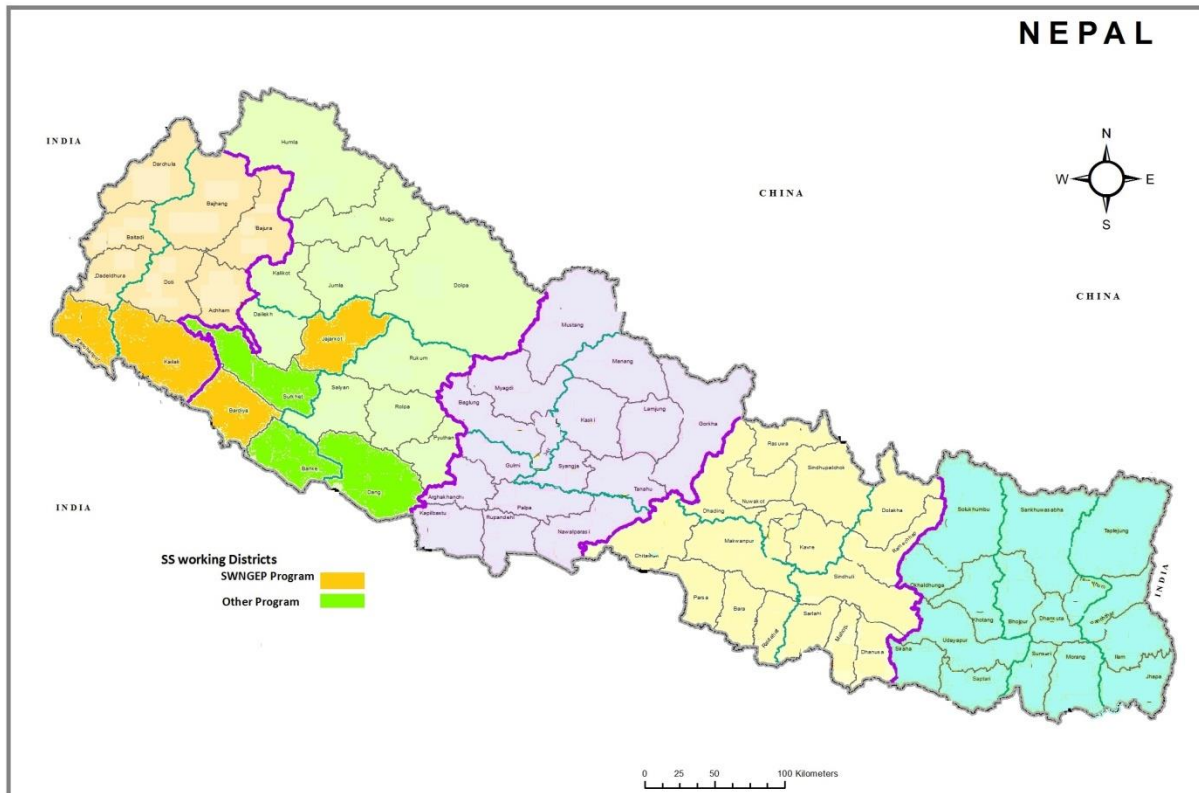 NEPAL
INDIA
CHINA
CHINA
INDIA
INDIA
N
W E
S
Humla
Darchula
Bajhang
Bajura
Mugu
Baitadi
Dadeldhura
Doti
Achham
Kalikot
Jumla
Dolpa
Dailekh
Jajarkot
Rukum
Kailali
Surkhet
Salyan
Rolpa
Pyuthan
Bardiya
Banke
Dang
Mustang
Manang
Myagdi
Baglung
Kaski
Lamjung
Gorkha
Gulmi
Syangja
Tanahu
Arghakhanchi
Palpa
Kapilbastu
Rupandehi
Nawalparasi
Rasuwa
Sindhupalchok
Nuwakot
Dhading
Dolakha
Makwanpur
Kavre
Sindhuli
Chitwan
Parsa
Bara
Sarlahi
Dhanusa
Solukhumbu
Sankhuwasabha
Taplejung
Okhaldhunga
Khotang
Bhojpur
Dhankuta
Udayapur
Siraha
Saptari
Sunsari
Morang
Ilam
Jhapa
SS working Districts
SWNGEP Program
Other Program
0 25 50 100 Kilometers